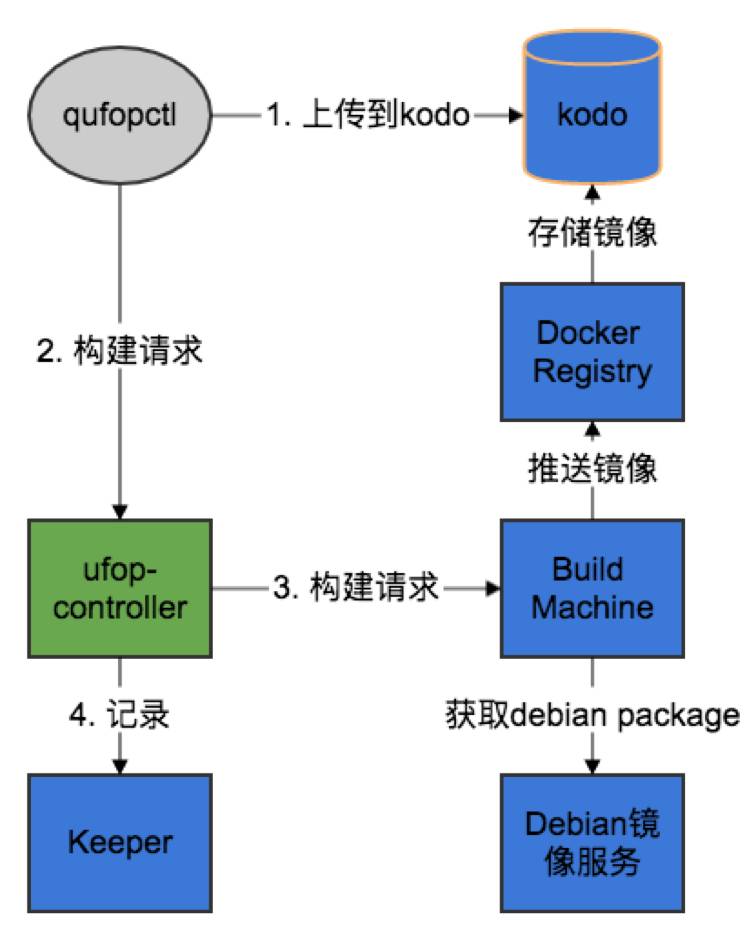 qufopctl
1. 上传到kodo
kodo
存储镜像
Docker
Registry
2. 构建请求
推送镜像
ufop-
controller
3. 构建请求
Build
Machine
4. 记录
获取debian package
Keeper
Debian镜
像服务